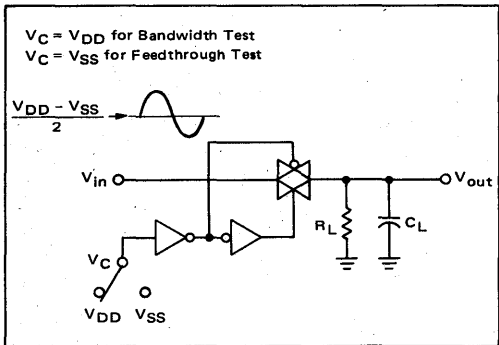 VC = VDD for Bandwidth Test
VC = VSS for Feedthrough Test
VDD – VSS
2
Vin
Vout
RL
CL
VC
VDD
VSS